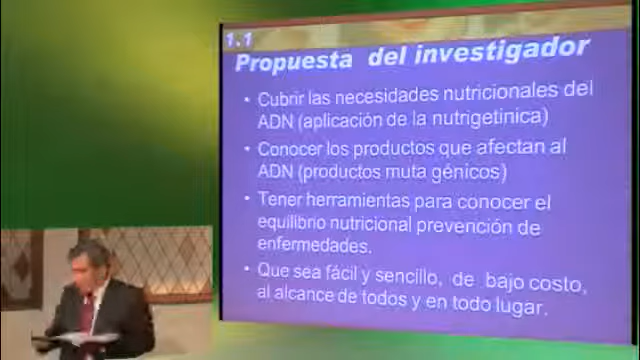 1.1
Propuesta del investigador
• Cubrir las necesidades nutricionales del
ADN (aplicación de la nutrigetínica)
• Conocer los productos que afectan al
ADN (productos muta génicos)
• Tener herramientas para conocer el
equilibrio nutricional prevención de
enfermedades.
• Que sea fácil y sencillo, de bajo costo,
al alcance de todos y en todo lugar.